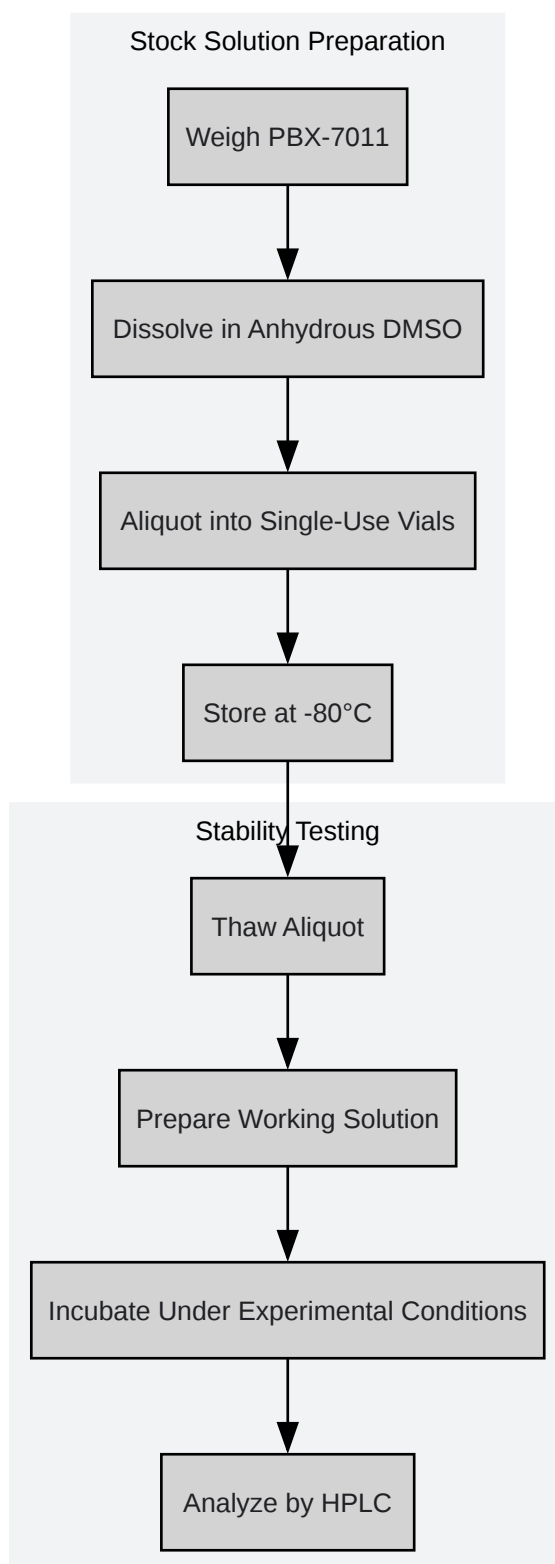 Stock Solution Preparation
Weigh PBX-7011
Dissolve in Anhydrous DMSO
Aliquot into Single-Use Vials
Store at -80°C
Stability Testing
Thaw Aliquot
Prepare Working Solution
Incubate Under Experimental Conditions
Analyze by HPLC